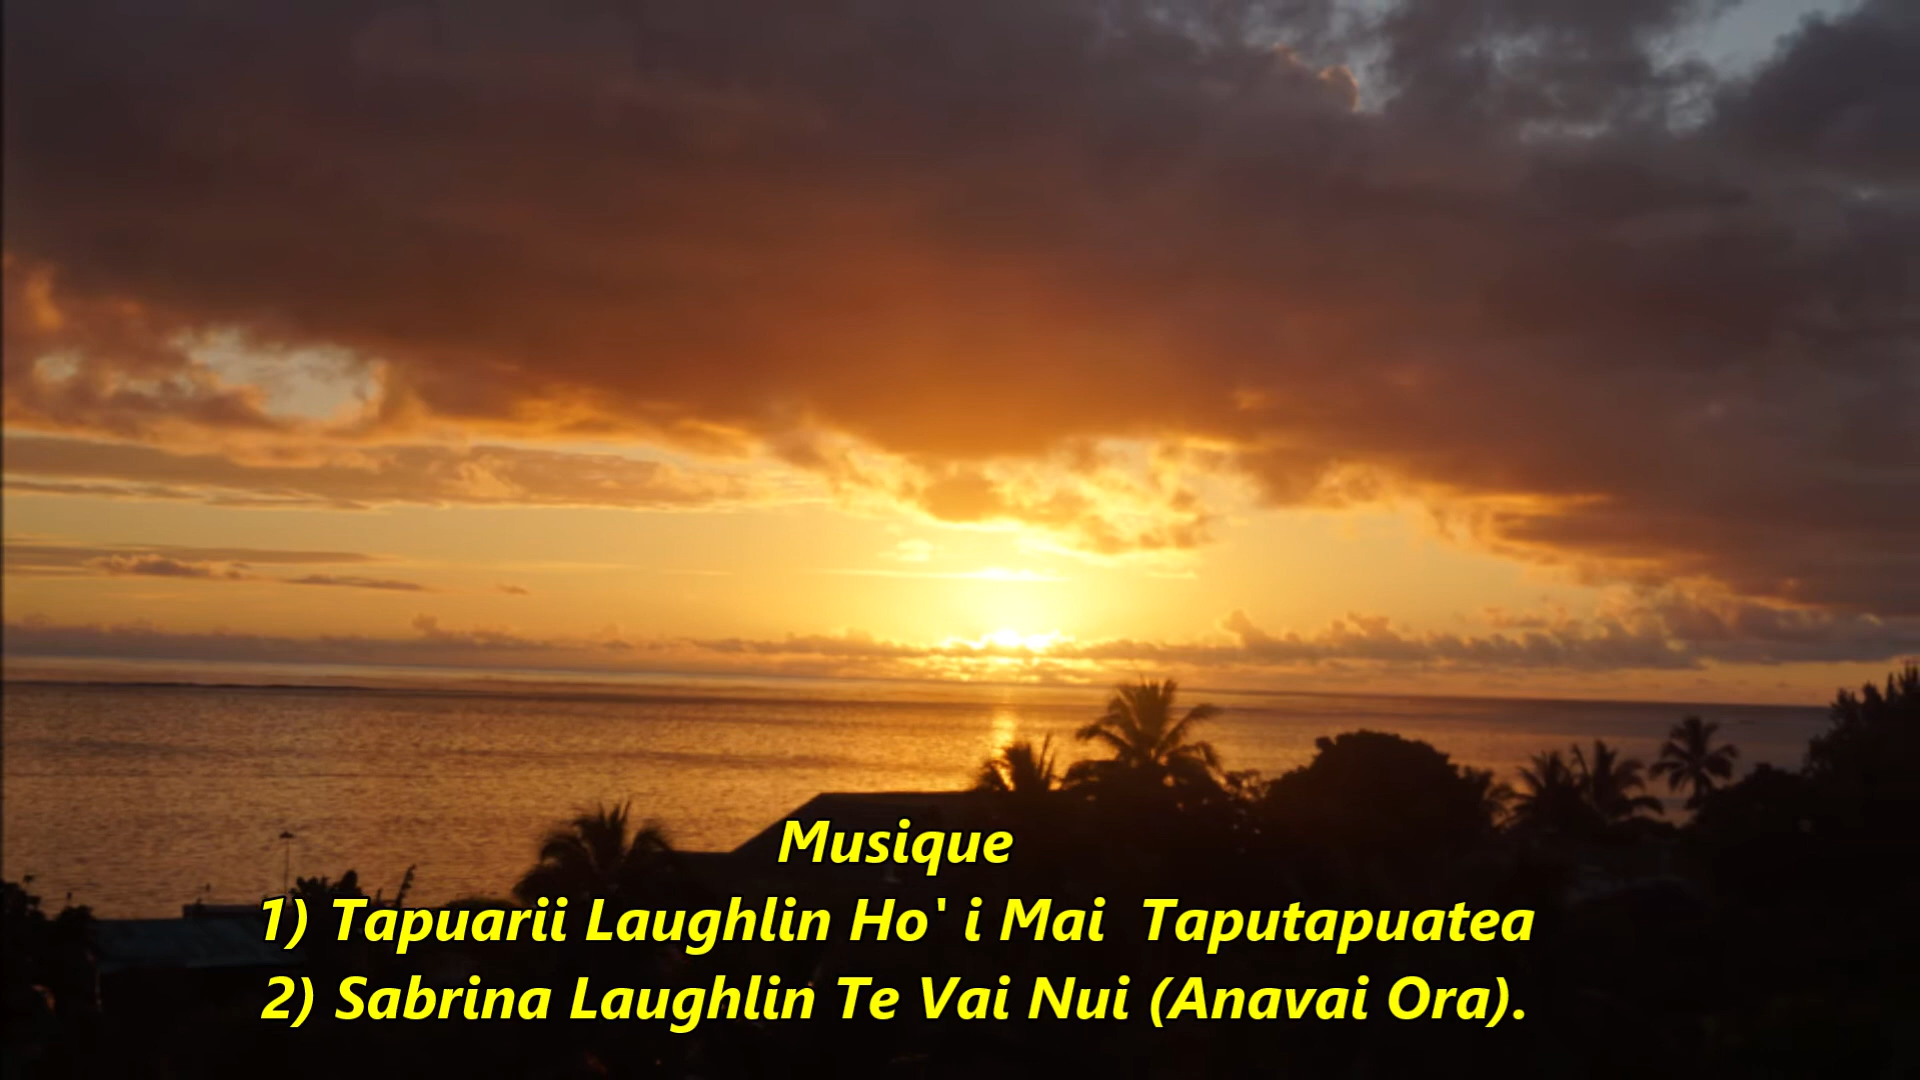 Musique
1) Tapuarii Laughlin Ho' i Mai  Taputapuatea
2) Sabrina Laughlin Te Vai Nui (Anavai Ora).